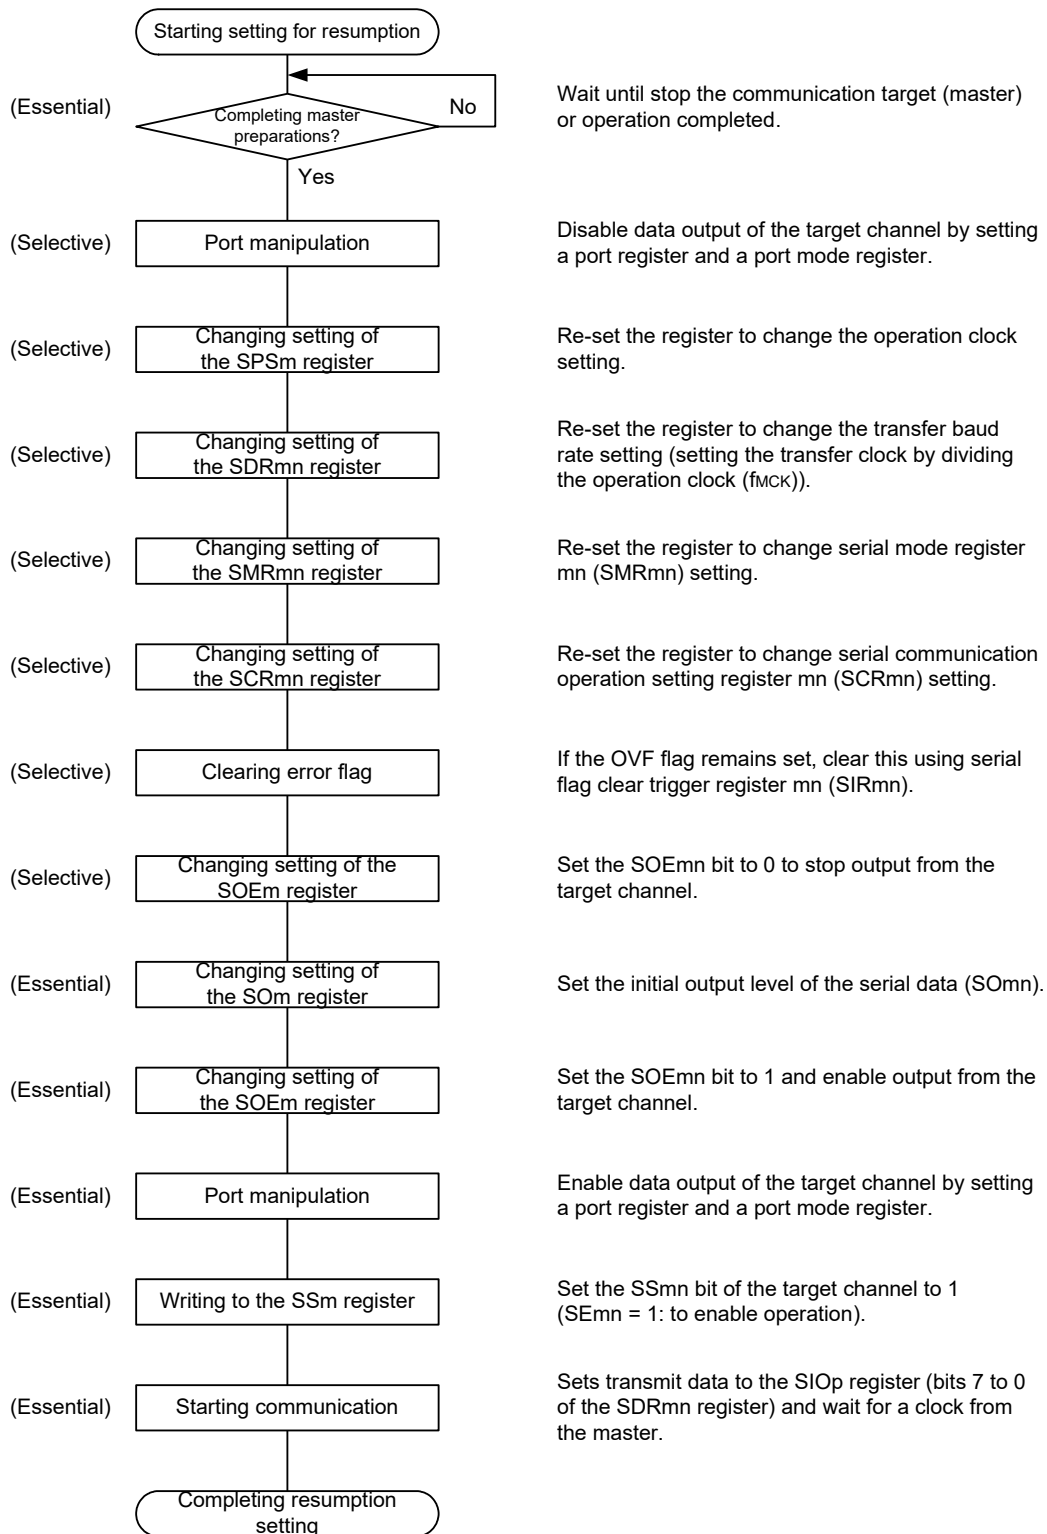 Starting setting for resumption
(Essential)
Completing master
preparations?
No
Wait until stop the communication target (master)
or operation completed.
Yes
(Selective)
Port manipulation
Disable data output of the target channel by setting
a port register and a port mode register.
(Selective)
Changing setting of
the SPSm register
Re-set the register to change the operation clock
setting.
(Selective)
Changing setting of
the SDRmn register
Re-set the register to change the transfer baud
rate setting (setting the transfer clock by dividing
the operation clock (fMCK)).
(Selective)
Changing setting of
the SMRmn register
Re-set the register to change serial mode register
mn (SMRmn) setting.
(Selective)
Changing setting of
the SCRmn register
Re-set the register to change serial communication
operation setting register mn (SCRmn) setting.
(Selective)
Clearing error flag
If the OVF flag remains set, clear this using serial
flag clear trigger register mn (SIRmn).
(Selective)
Changing setting of the
SOEm register
Set the SOEmn bit to 0 to stop output from the
target channel.
(Essential)
Changing setting of
the SOm register
Set the initial output level of the serial data (SOmn).
(Essential)
Changing setting of
the SOEm register
Set the SOEmn bit to 1 and enable output from the
target channel.
(Essential)
Port manipulation
Enable data output of the target channel by setting
a port register and a port mode register.
(Essential)
Writing to the SSm register
Set the SSmn bit of the target channel to 1
(SEmn = 1: to enable operation).
(Essential)
Starting communication
Sets transmit data to the SIOp register (bits 7 to 0
of the SDRmn register) and wait for a clock from
the master.
Completing resumption
setting